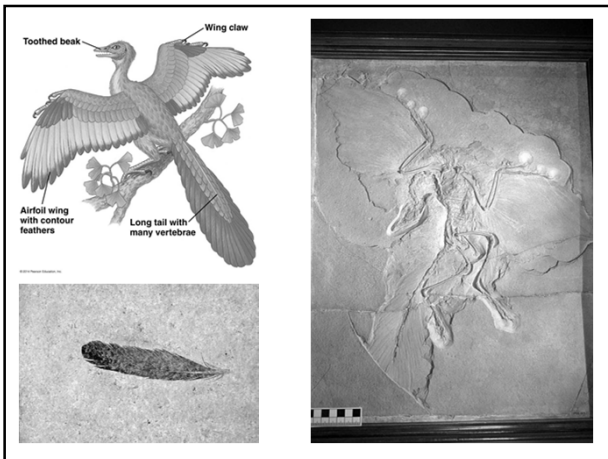 Wing claw
Toothed beak
Airfoil wing
with contour
feathers
Long tail with
many vertebrae